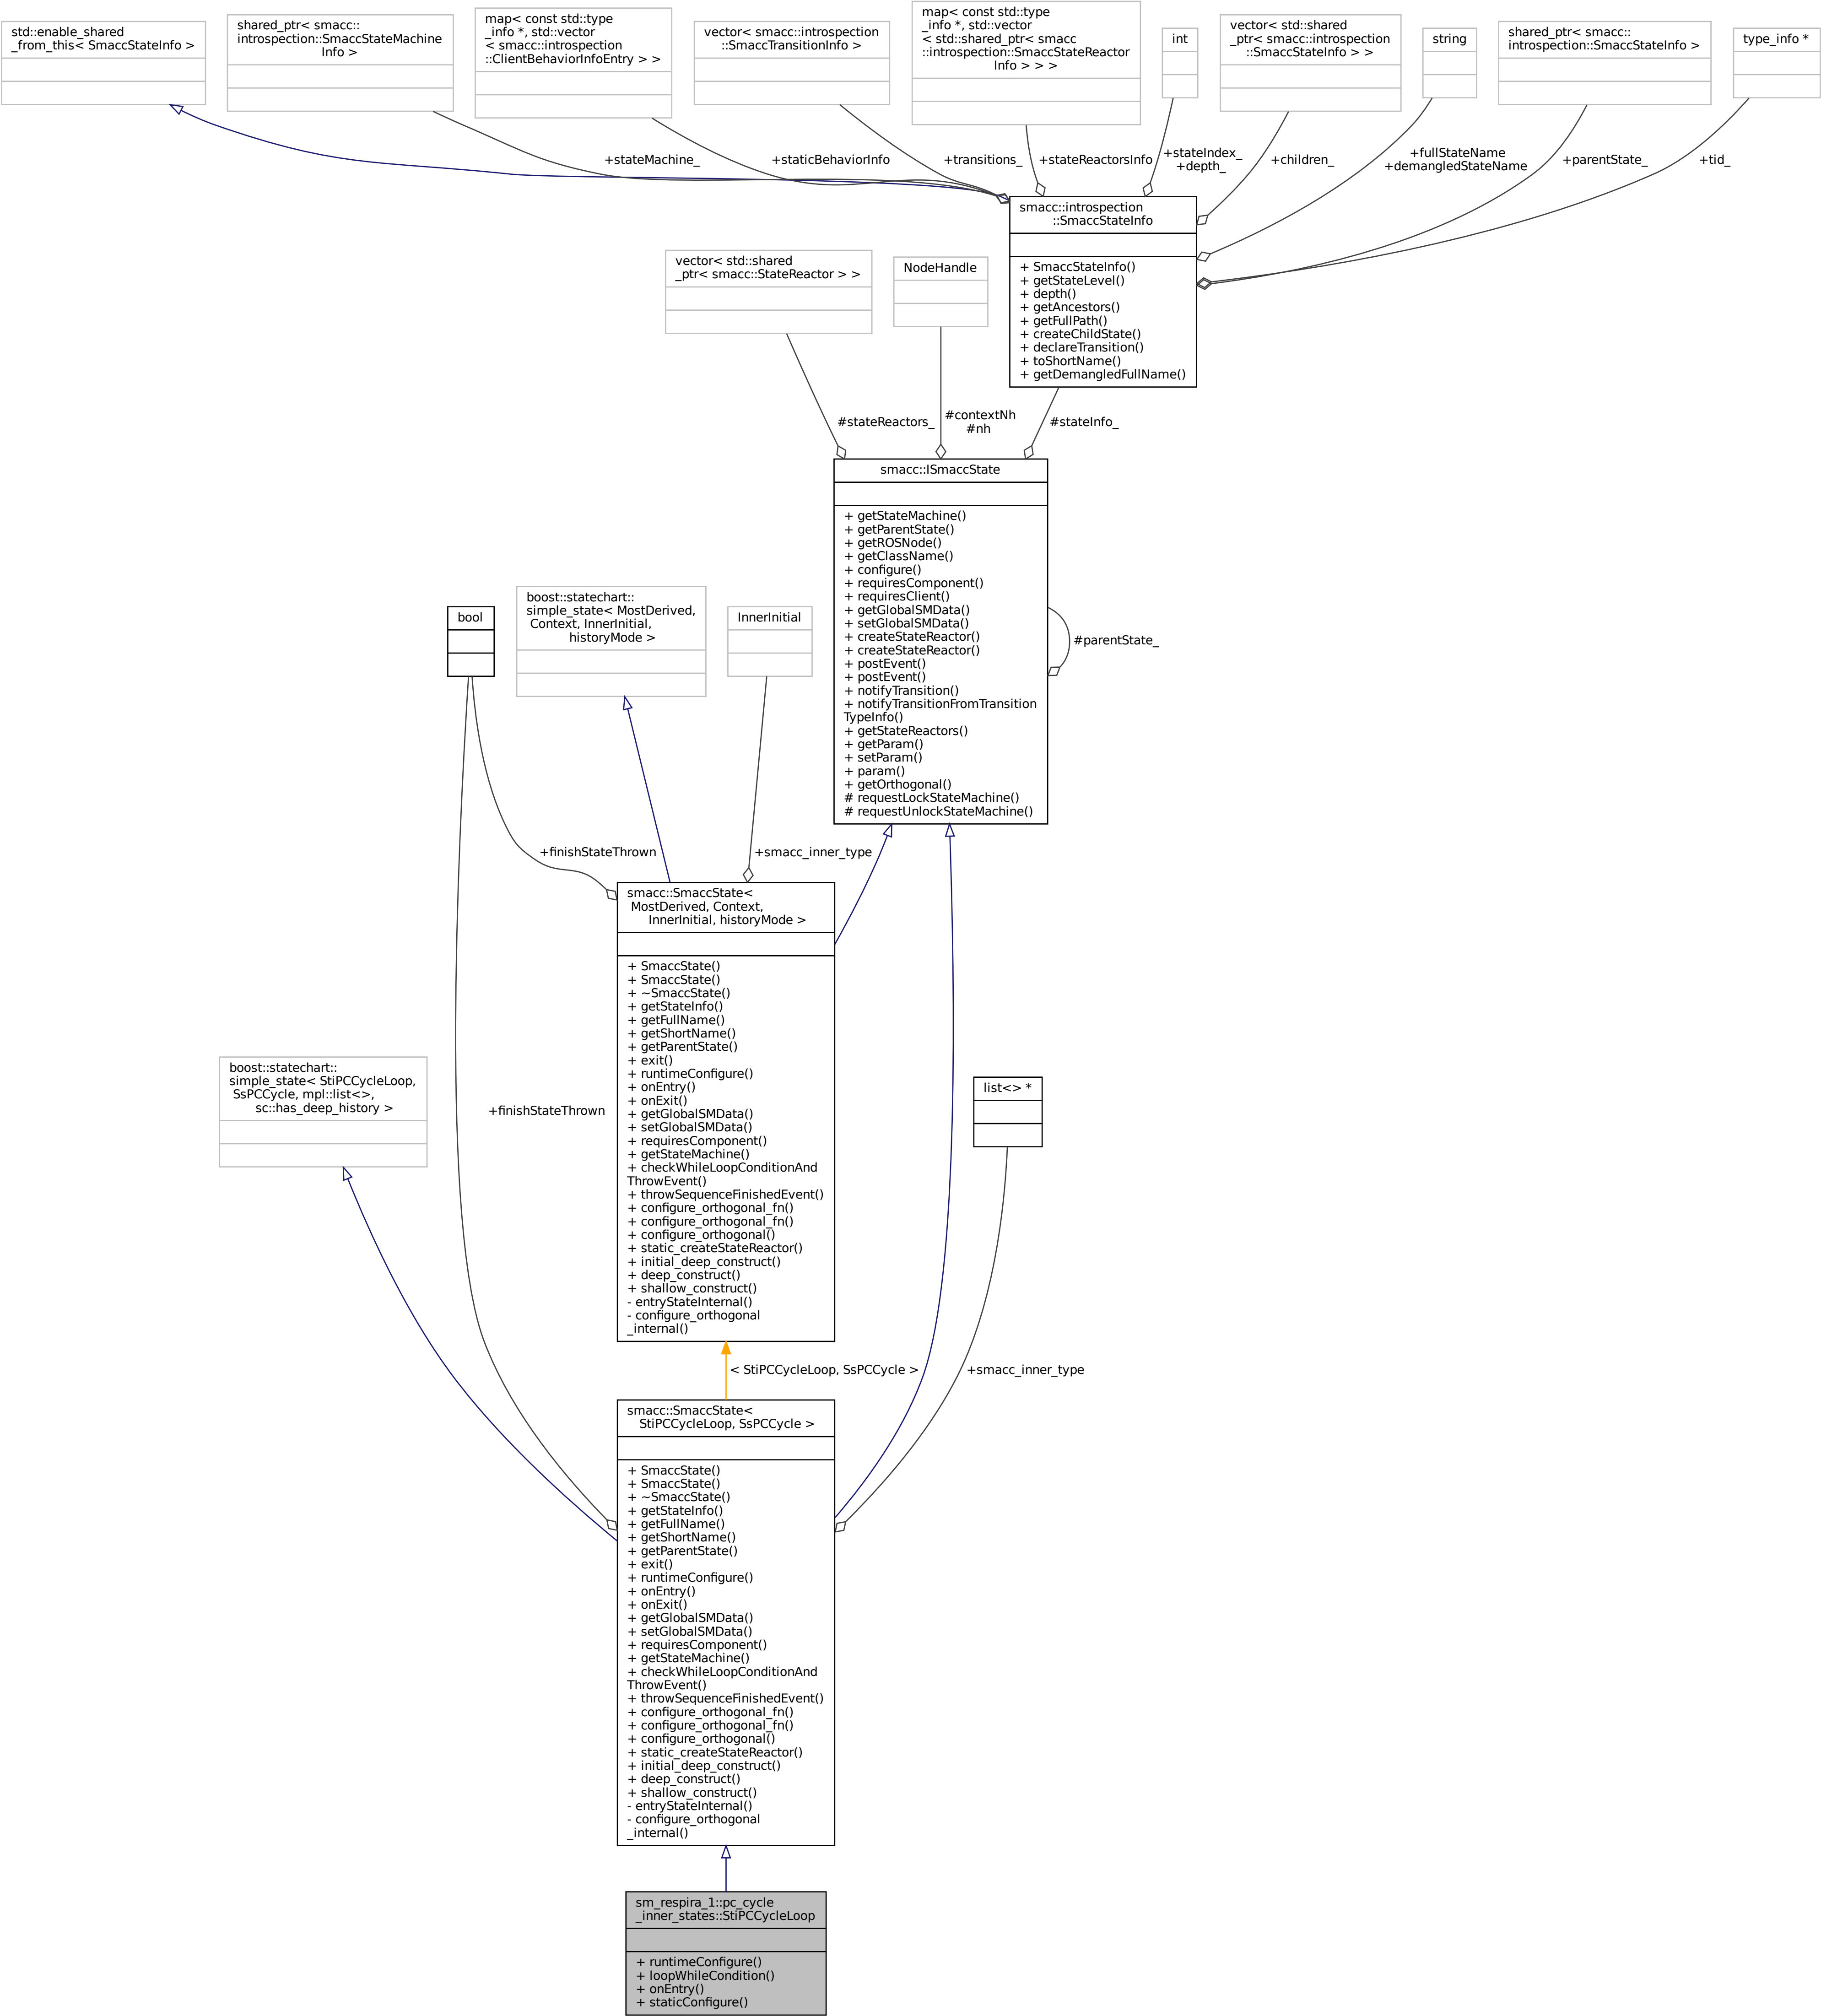 std::enable_shared
_from_this< SmaccStateInfo >
shared_ptr< smacc::
introspection::SmaccStateMachine
Info >
map< const std::type
_info *, std::vector
< smacc::introspection
::ClientBehaviorInfoEntry > >
vector< smacc::introspection
::SmaccTransitionInfo >
map< const std::type
_info *, std::vector
< std::shared_ptr< smacc
::introspection::SmaccStateReactor
Info > > >
int
vector< std::shared
_ptr< smacc::introspection
::SmaccStateInfo > >
string
shared_ptr< smacc::
introspection::SmaccStateInfo >
type_info *
+stateMachine_
+staticBehaviorInfo
+transitions_
+stateReactorsInfo
+stateIndex_
+depth_
+children_
+fullStateName
+demangledStateName
+parentState_
+tid_
smacc::introspection
::SmaccStateInfo
+ SmaccStateInfo()
+ getStateLevel()
+ depth()
+ getAncestors()
+ getFullPath()
+ createChildState()
+ declareTransition()
+ toShortName()
+ getDemangledFullName()
vector< std::shared
_ptr< smacc::StateReactor > >
NodeHandle
#stateReactors_
#contextNh
#nh
#stateInfo_
smacc::ISmaccState
+ getStateMachine()
+ getParentState()
+ getROSNode()
+ getClassName()
+ configure()
+ requiresComponent()
+ requiresClient()
+ getGlobalSMData()
+ setGlobalSMData()
+ createStateReactor()
+ createStateReactor()
+ postEvent()
+ postEvent()
+ notifyTransition()
+ notifyTransitionFromTransition
TypeInfo()
+ getStateReactors()
+ getParam()
+ setParam()
+ param()
+ getOrthogonal()
# requestLockStateMachine()
# requestUnlockStateMachine()
#parentState_
bool
boost::statechart::
simple_state< MostDerived,
Context, InnerInitial,
historyMode >
InnerInitial
+finishStateThrown
+smacc_inner_type
smacc::SmaccState<
MostDerived, Context,
InnerInitial, historyMode >
+ SmaccState()
+ SmaccState()
+ ~SmaccState()
+ getStateInfo()
+ getFullName()
+ getShortName()
+ getParentState()
+ exit()
+ runtimeConfigure()
+ onEntry()
+ onExit()
+ getGlobalSMData()
+ setGlobalSMData()
+ requiresComponent()
+ getStateMachine()
+ checkWhileLoopConditionAnd
ThrowEvent()
+ throwSequenceFinishedEvent()
+ configure_orthogonal_fn()
+ configure_orthogonal_fn()
+ configure_orthogonal()
+ static_createStateReactor()
+ initial_deep_construct()
+ deep_construct()
+ shallow_construct()
- entryStateInternal()
- configure_orthogonal
_internal()
boost::statechart::
simple_state< StiPCCycleLoop,
SsPCCycle, mpl::list<>,
sc::has_deep_history >
+finishStateThrown
list<> *
< StiPCCycleLoop, SsPCCycle >
+smacc_inner_type
smacc::SmaccState<
StiPCCycleLoop, SsPCCycle >
+ SmaccState()
+ SmaccState()
+ ~SmaccState()
+ getStateInfo()
+ getFullName()
+ getShortName()
+ getParentState()
+ exit()
+ runtimeConfigure()
+ onEntry()
+ onExit()
+ getGlobalSMData()
+ setGlobalSMData()
+ requiresComponent()
+ getStateMachine()
+ checkWhileLoopConditionAnd
ThrowEvent()
+ throwSequenceFinishedEvent()
+ configure_orthogonal_fn()
+ configure_orthogonal_fn()
+ configure_orthogonal()
+ static_createStateReactor()
+ initial_deep_construct()
+ deep_construct()
+ shallow_construct()
- entryStateInternal()
- configure_orthogonal
_internal()
sm_respira_1::pc_cycle
_inner_states::StiPCCycleLoop
+ runtimeConfigure()
+ loopWhileCondition()
+ onEntry()
+ staticConfigure()